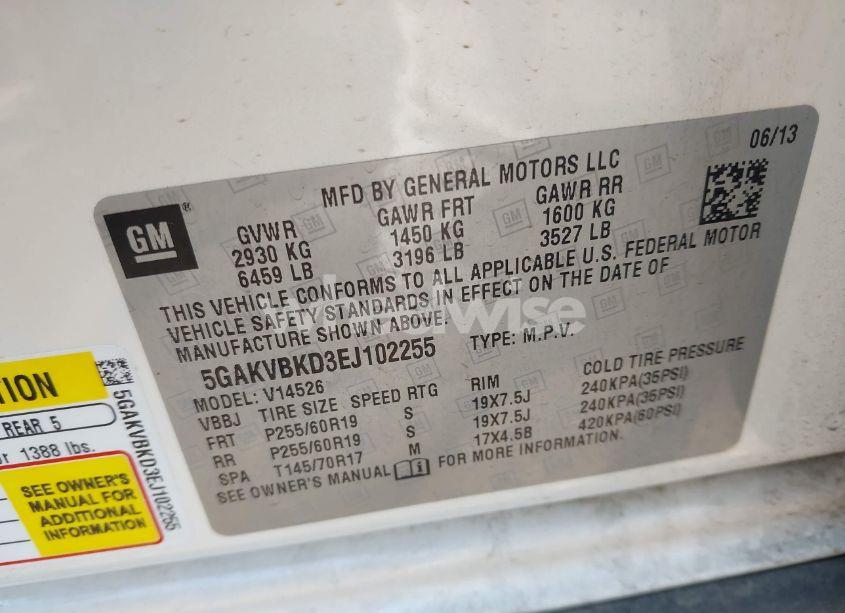 06/13
MFD BY GENERAL MOTORS LLC
GM ®
GVWR GAWR FRT GAWR RR
2930 KG 1450 KG 1600 KG
6459 LB 3196 LB 3527 LB
THIS VEHICLE CONFORMS TO ALL APPLICABLE U.S. FEDERAL MOTOR
VEHICLE SAFETY STANDARDS IN EFFECT ON THE DATE OF
MANUFACTURE SHOWN ABOVE.
5GAKVBKD3EJ102255 TYPE: M.P.V.
MODEL: V14526
VBBJ TIRE SIZE SPEED RTG RIM COLD TIRE PRESSURE
FRT P255/60R19 S 19X7.5J 240KPA(35PSI)
RR P255/60R19 S 19X7.5J 240KPA(35PSI)
SPA T145/70R17 M 17X4.5B 420KPA(60PSI)
SEE OWNER'S MANUAL FOR MORE INFORMATION.
REAR 5
1388 lbs.
SEE OWNER'S
MANUAL FOR
ADDITIONAL
INFORMATION
5GAKVBKD3EJ102255